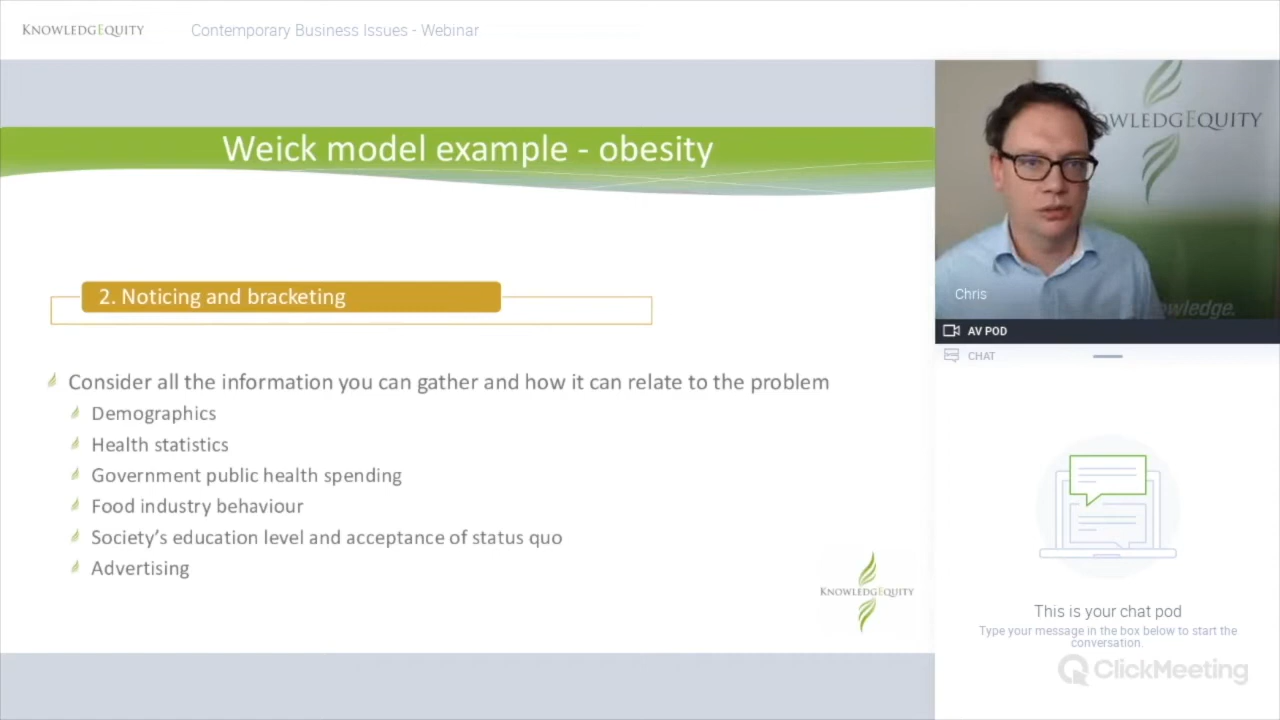 KNOWLEDGEQUITY
Contemporary Business Issues - Webinar
Weick model example - obesity
2. Noticing and bracketing
Consider all the information you can gather and how it can relate to the problem
Demographics
Health statistics
Government public health spending
Food industry behaviour
Society's education level and acceptance of status quo
Advertising
KNOWLEDGEQUITY
OWLEDGEQUITY
Chris
owledge.
AV POD
CHAT
This is your chat pod
Type your message in the box below to start the
conversation.
ClickMeeting